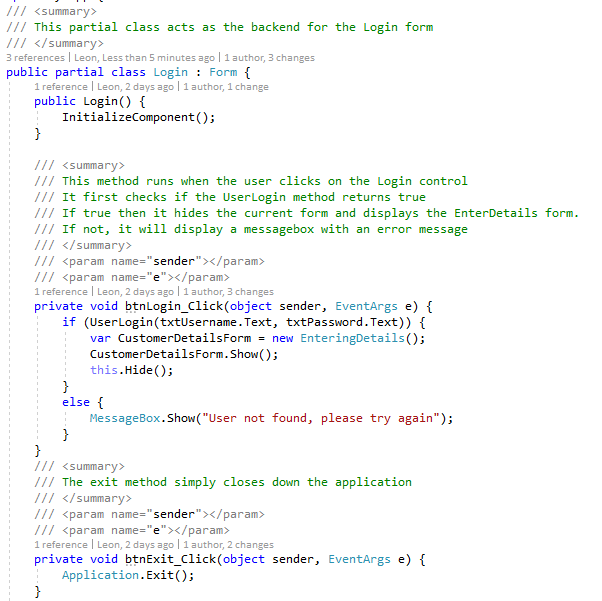 /// <summary>
/// This partial class acts as the backend for the Login form
/// </summary>
3 references | Leon, Less than 5 minutes ago | 1 author, 3 changes
public partial class Login : Form {
1 reference | Leon, 2 days ago | 1 author, 1 change
public Login() {
InitializeComponent();
}
/// <summary>
/// This method runs when the user clicks on the Login control
/// It first checks if the UserLogin method returns true
/// If true then it hides the current form and displays the EnterDetails form.
/// If not, it will display a messagebox with an error message
/// </summary>
/// <param name="sender"></param>
/// <param name="e"></param>
1 reference | Leon, 2 days ago | 1 author, 3 changes
private void btnLogin_Click(object sender, EventArgs e) {
if (UserLogin(txtUsername.Text, txtPassword.Text)) {
var CustomerDetailsForm = new EnteringDetails();
CustomerDetailsForm.Show();
this.Hide();
}
else {
MessageBox.Show("User not found, please try again");
}
}
/// <summary>
/// The exit method simply closes down the application
/// </summary>
/// <param name="sender"></param>
/// <param name="e"></param>
1 reference | Leon, 2 days ago | 1 author, 2 changes
private void btnExit_Click(object sender, EventArgs e) {
Application.Exit();
}